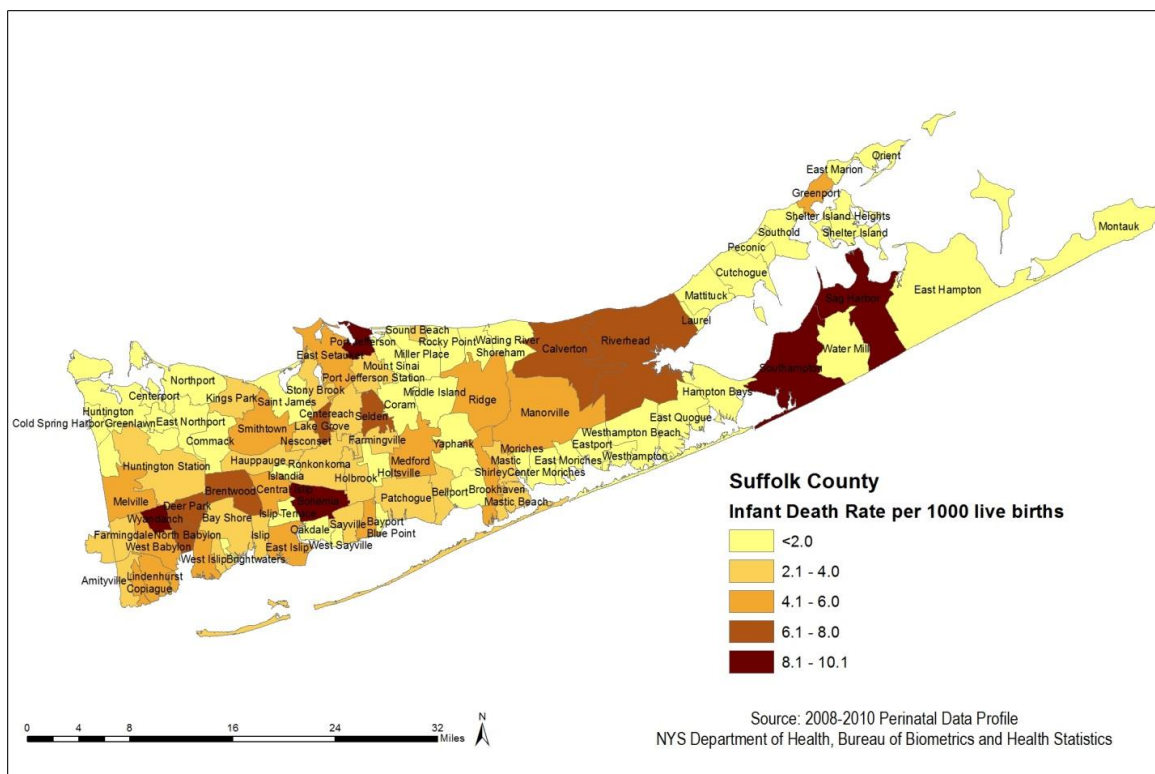 Orient
East Marion
Greenport
Shelter Island Heights
Shelter Island
Southold
Peconic
Cutchogue
Mattituck
Laurel
Montauk
East Hampton
Sag Harbor
Water Mill
Southampton
Hampton Bays
East Quogue
Westhampton Beach
Westhampton
Eastport
East Moriches
Center Moriches
Moriches
Riverhead
Calverton
Manorville
Wading River
Shoreham
Rocky Point
Sound Beach
Miller Place
Mount Sinai
Port Jefferson
Port Jefferson Station
East Setauket
Stony Brook
Middle Island
Ridge
Coram
Selden
Centereach
Lake Grove
Farmingville
Yaphank
Medford
Holtsville
Mastic
Shirley
Brookhaven
Mastic Beach
Bellport
Patchogue
Northport
Centerport
Huntington
Greenlawn
Cold Spring Harbor
East Northport
Commack
Kings Park
Saint James
Smithtown
Nesconset
Hauppauge
Ronkonkoma
Islandia
Holbrook
Huntington Station
Melville
Brentwood
Deer Park
Wyandanch
Bohemia
Islip Terrace
Oakdale
Sayville
West Sayville
Bayport
Blue Point
Bay Shore
Islip
East Islip
Brightwaters
West Islip
Farmingdale
North Babylon
West Babylon
Amityville
Lindenhurst
Copiague
Suffolk County
Infant Death Rate per 1000 live births
<2.0
2.1 - 4.0
4.1 - 6.0
6.1 - 8.0
8.1 - 10.1
0 4 8 16 24 32
Miles
N
Source: 2008-2010 Perinatal Data Profile
NYS Department of Health, Bureau of Biometrics and Health Statistics